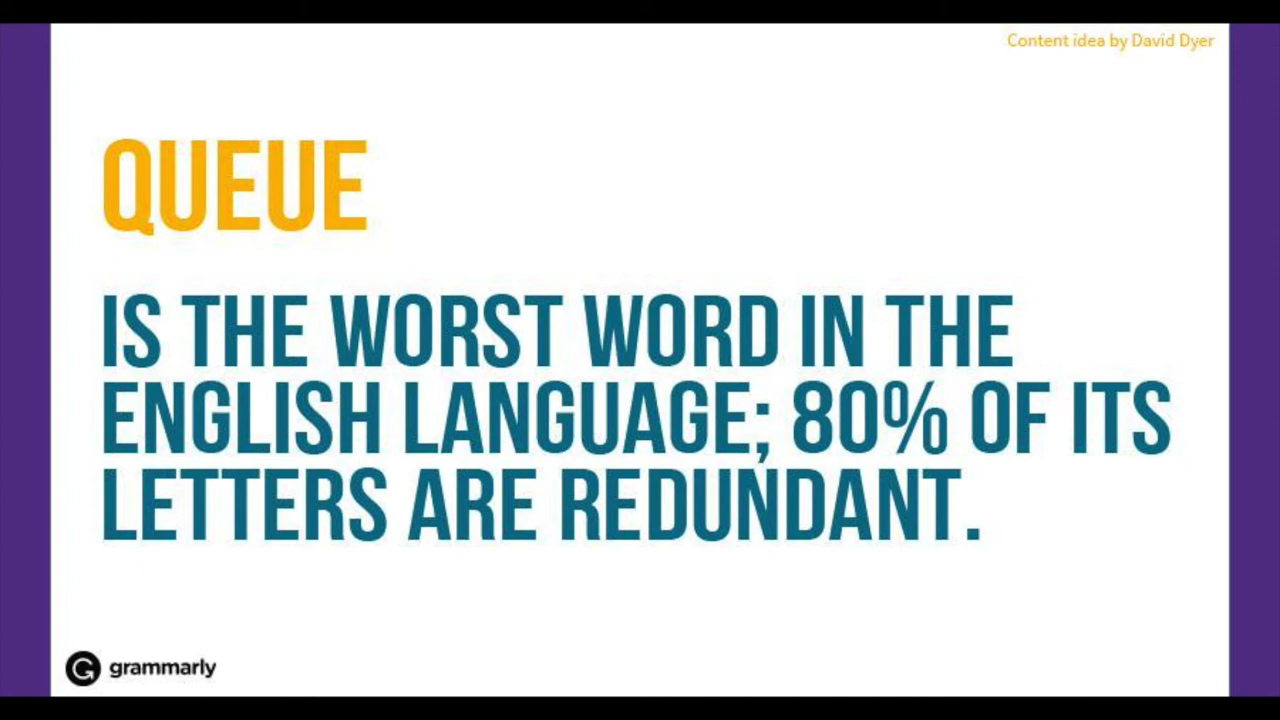 Content idea by David Dyer
QUEUE
IS THE WORST WORD IN THE
ENGLISH LANGUAGE; 80% OF ITS
LETTERS ARE REDUNDANT.
grammarly